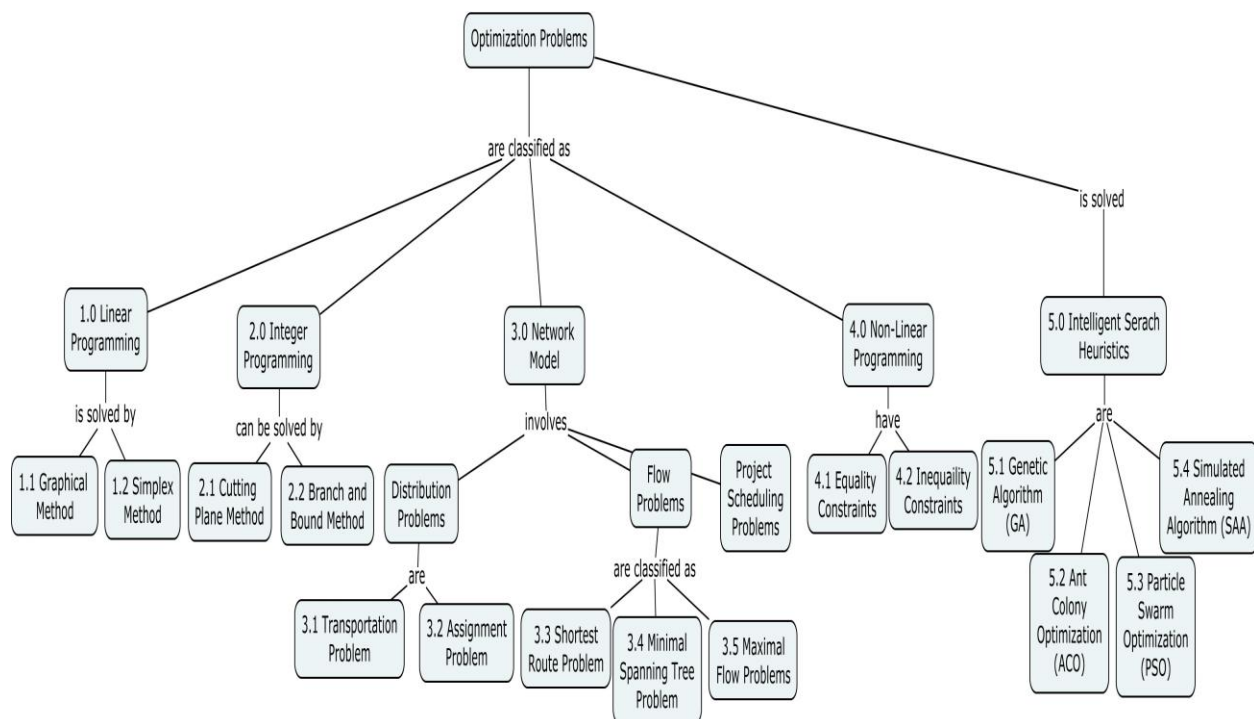 Optimization Problems
are classified as
is solved
1.0 Linear
Programming
2.0 Integer
Programming
3.0 Network
Model
4.0 Non-Linear
Programming
5.0 Intelligent Serach
Heuristics
is solved by
can be solved by
involves
have
are
1.1 Graphical
Method
1.2 Simplex
Method
2.1 Cutting
Plane Method
2.2 Branch and
Bound Method
Distribution
Problems
Flow
Problems
Project
Scheduling
Problems
4.1 Equality
Constraints
4.2 Inequaility
Constraints
5.1 Genetic
Algorithm
(GA)
5.4 Simulated
Annealing
Algorithm (SAA)
are
are classified as
3.1 Transportation
Problem
3.2 Assignment
Problem
3.3 Shortest
Route Problem
3.4 Minimal
Spanning Tree
Problem
3.5 Maximal
Flow Problems
5.2 Ant
Colony
Optimization
(ACO)
5.3 Particle
Swarm
Optimization
(PSO)